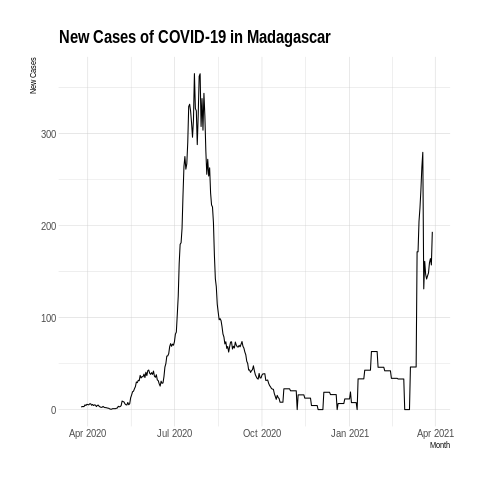 New Cases of COVID-19 in Madagascar
New Cases
300
200
100
0
Apr 2020
Jul 2020
Oct 2020
Jan 2021
Apr 2021
Month